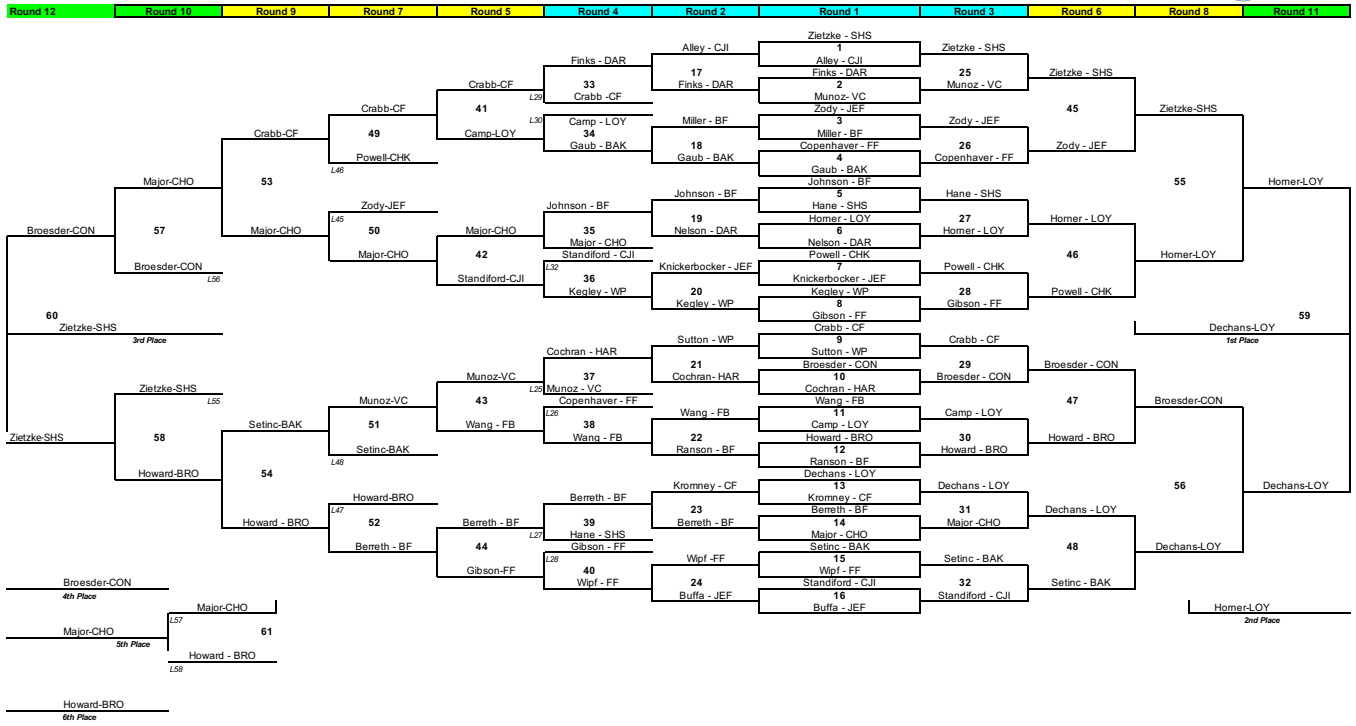 Round 12 Round 10 Round 9 Round 7 Round 5 Round 4 Round 2 Round 1 Round 3 Round 6 Round 8 Round 11
Zietzke - SHS
Alley - CJI 1 Zietzke - SHS
Finks - DAR Alley - CJI
17 Finks - DAR 25 Zietzke - SHS
Crabb-CF 33 Finks - DAR 2 Munoz - VC
L29 Crabb -CF Munoz- VC
Crabb-CF 41 Zody - JEF 45 Zietzke-SHS
L30 Camp - LOY Miller - BF 3 Zody - JEF
Crabb-CF 49 Camp-LOY 34 Miller - BF
Gaub - BAK 18 Copenhaver - FF 26 Zody - JEF
Powell-CHK Gaub - BAK 4 Copenhaver - FF
L46 Gaub - BAK
Major-CHO 53 Johnson - BF 55 Horner-LOY
Johnson - BF 5 Hane - SHS
Zody-JEF Johnson - BF Hane - SHS
L45 19 Horner - LOY 27 Horner - LOY
Broesder-CON 57 Major-CHO 50 Major-CHO 35 Nelson - DAR 6 Horner - LOY
Major - CHO Nelson - DAR
Major-CHO 42 Standiford - CJI Powell - CHK 46 Horner-LOY
Broesder-CON L32 Knickerbocker - JEF 7 Powell - CHK
L56 Standiford-CJI 36 Knickerbocker - JEF
Kegley - WP 20 Kegley - WP 28 Powell - CHK
Kegley - WP 8 Gibson - FF
60 Gibson - FF 59
Zietzke-SHS Crabb - CF Dechans-LOY
3rd Place Sutton - WP 9 Crabb - CF 1st Place
Cochran - HAR Sutton - WP
21 Broesder - CON 29 Broesder - CON
Munoz-VC 37 Cochran- HAR 10 Broesder - CON
Zietzke-SHS L25 Munoz - VC Cochran - HAR
L55 Munoz-VC 43 Copenhaver - FF Wang - FB 47 Broesder-CON
L26 Wang - FB 11 Camp - LOY
Setinc-BAK 51 Wang - FB 38 Camp - LOY
Zietzke-SHS 58 Wang - FB 22 Howard - BRO 30 Howard - BRO
Setinc-BAK Ranson - BF 12 Howard - BRO
L48 Ranson - BF
Howard-BRO 54 Dechans - LOY
Kromney - CF 13 Dechans - LOY 56 Dechans-LOY
Howard-BRO Berreth - BF Kromney - CF
L47 23 Berreth - BF 31 Dechans - LOY
Howard - BRO 52 Berreth - BF 39 Berreth - BF 14 Major -CHO
L27 Hane - SHS Major - CHO
Berreth - BF 44 Gibson - FF Setinc - BAK 48 Dechans-LOY
L28 Wipf -FF 15 Setinc - BAK
Gibson-FF 40 Wipf - FF
Broesder-CON Wipf - FF 24 Standiford - CJI 32 Setinc - BAK
4th Place Buffa - JEF 16 Standiford - CJI
Major-CHO Buffa - JEF Horner-LOY
L57 2nd Place
Major-CHO 61
5th Place
Howard - BRO
L58
Howard-BRO
6th Place